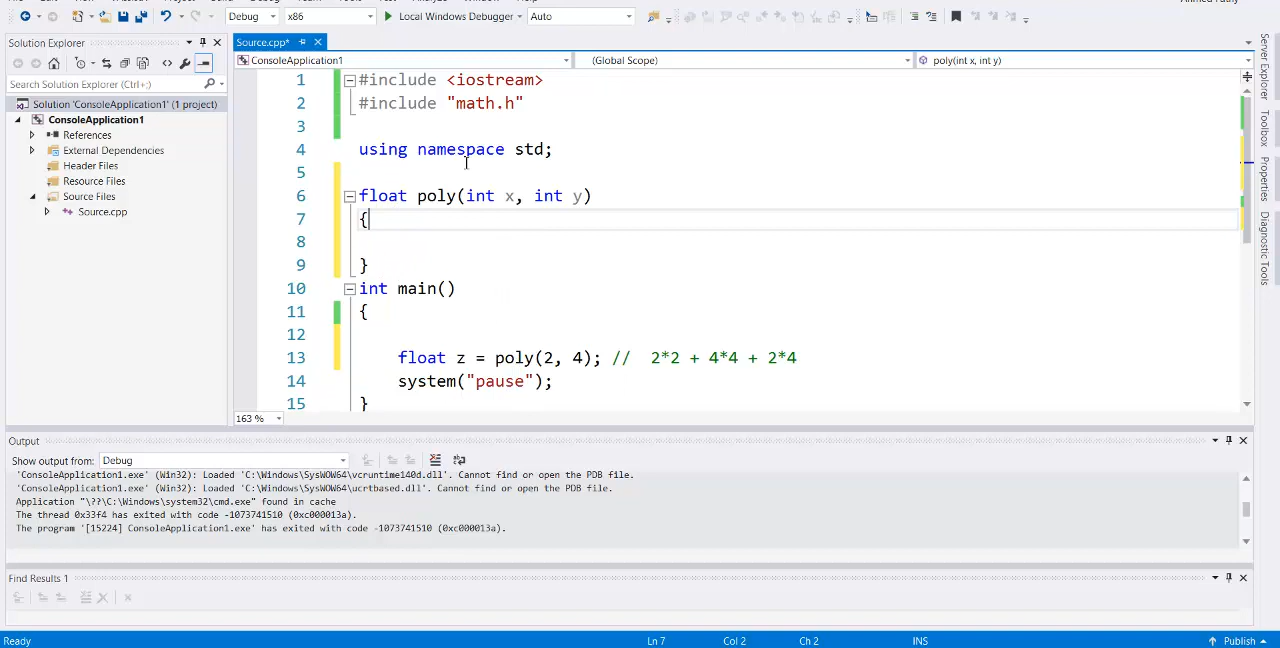 Debug x86 Local Windows Debugger Auto
Solution Explorer
Search Solution Explorer (Ctrl+;)
Solution 'ConsoleApplication1' (1 project)
ConsoleApplication1
References
External Dependencies
Header Files
Resource Files
Source Files
Source.cpp
Source.cpp*
ConsoleApplication1 (Global Scope) poly(int x, int y)
1 #include <iostream>
2 #include "math.h"
3
4 using namespace std;
5
6 float poly(int x, int y)
7 {
8
9 }
10 int main()
11 {
12
13 float z = poly(2, 4); // 2*2 + 4*4 + 2*4
14 system("pause");
15 }
163 %
Server Explorer
Toolbox
Properties
Diagnostic Tools
Output
Show output from: Debug
'ConsoleApplication1.exe' (Win32): Loaded 'C:\Windows\SysWOW64\vcruntime140d.dll'. Cannot find or open the PDB file.
'ConsoleApplication1.exe' (Win32): Loaded 'C:\Windows\SysWOW64\ucrtbased.dll'. Cannot find or open the PDB file.
Application "\??\C:\Windows\system32\cmd.exe" found in cache
The thread 0x33f4 has exited with code -1073741510 (0xc000013a).
The program '[15224] ConsoleApplication1.exe' has exited with code -1073741510 (0xc000013a).
Find Results 1
Ready Ln 7 Col 2 Ch 2 INS Publish